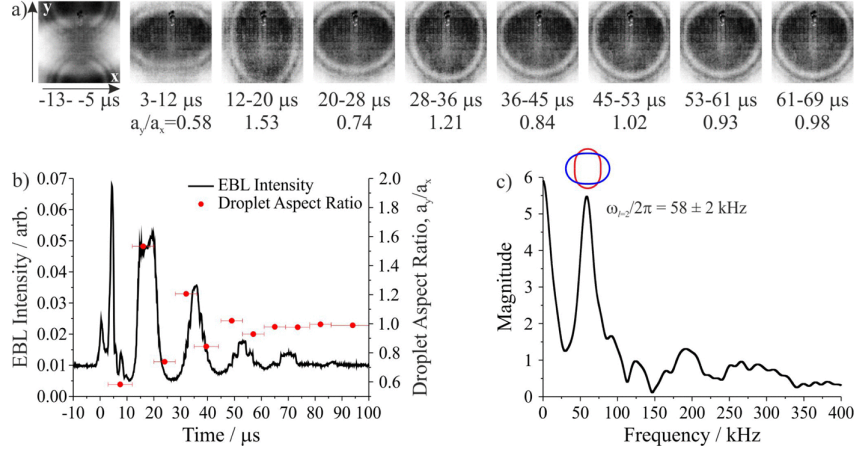 a)
y
x
-13- -5 μs 3-12 μs 12-20 μs 20-28 μs 28-36 μs 36-45 μs 45-53 μs 53-61 μs 61-69 μs
a_y/a_x=0.58 1.53 0.74 1.21 0.84 1.02 0.93 0.98
b)
EBL Intensity
Droplet Aspect Ratio
EBL Intensity / arb.
0.07
0.06
0.05
0.04
0.03
0.02
0.01
0.00
2.0
1.8
1.6
1.4
1.2
1.0
0.8
0.6
Droplet Aspect Ratio, a_y/a_x
-10 0 10 20 30 40 50 60 70 80 90 100
Time / μs
c)
ω_l=2/2π = 58 ± 2 kHz
Magnitude
6
5
4
3
2
1
0
0 50 100 150 200 250 300 350 400
Frequency / kHz